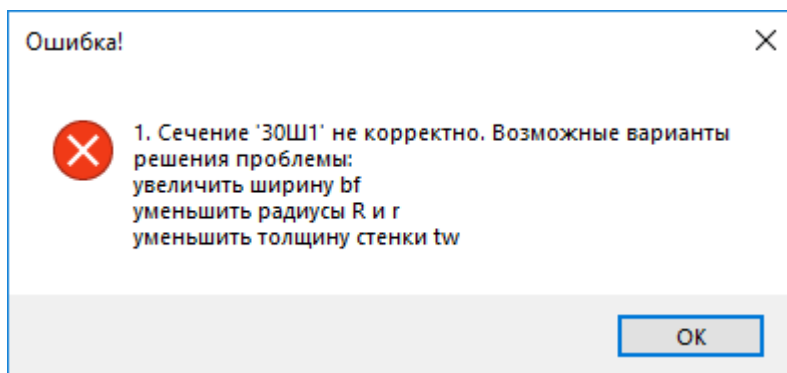 Ошибка!
1. Сечение '30Ш1' не корректно. Возможные варианты
решения проблемы:
увеличить ширину bf
уменьшить радиусы R и r
уменьшить толщину стенки tw
ОК